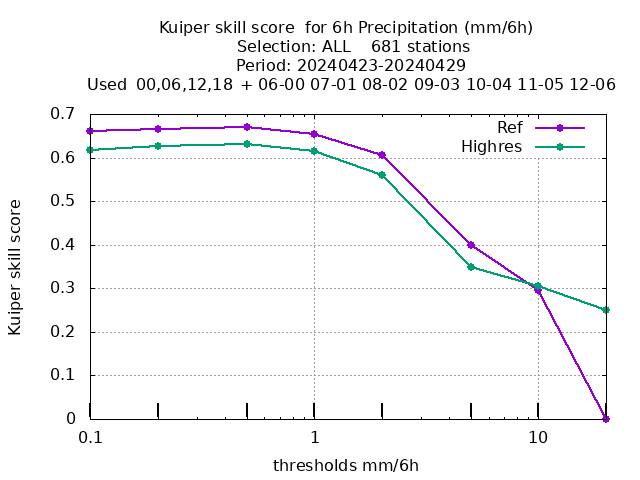 Kuiper skill score  for 6h Precipitation (mm/6h)
Selection: ALL    681 stations
Period: 20240423-20240429
Used  00,06,12,18  + 06-00 07-01 08-02 09-03 10-04 11-05 12-06
Ref
Highres
Kuiper skill score
0.7
0.6
0.5
0.4
0.3
0.2
0.1
0
0.1
1
10
thresholds mm/6h